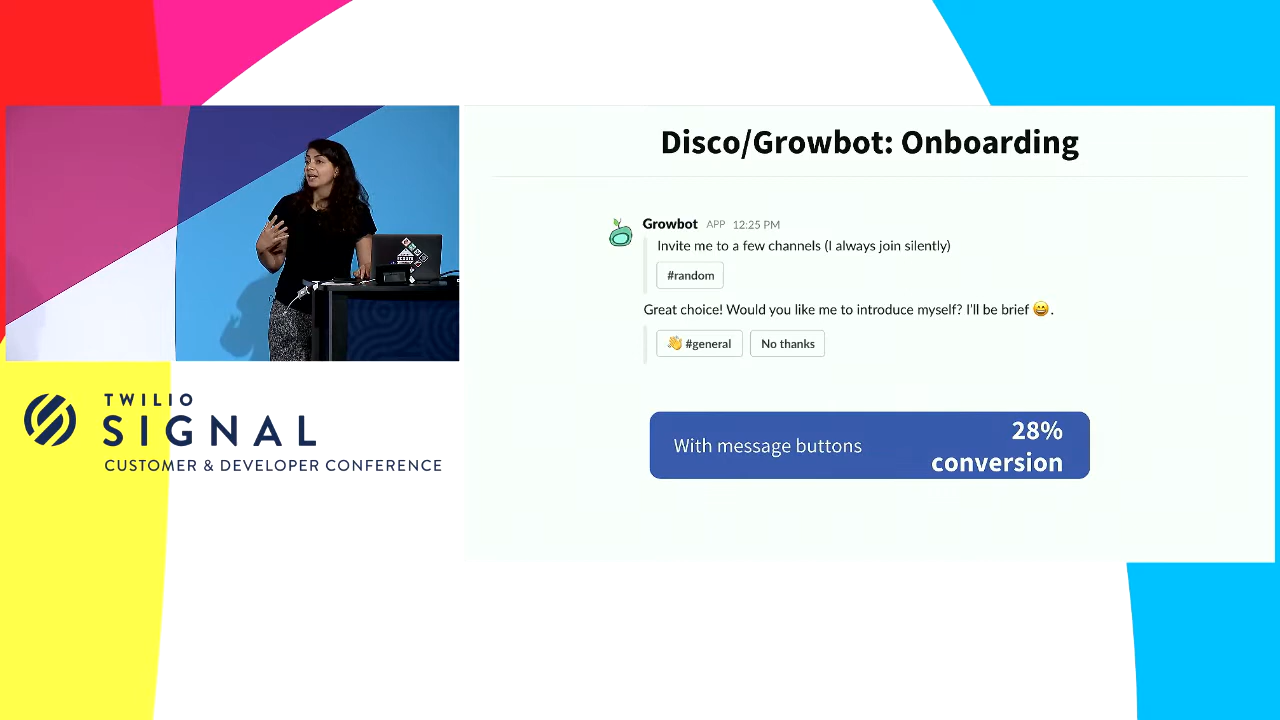 Disco/Growbot: Onboarding
Growbot APP 12:25 PM
Invite me to a few channels (I always join silently)
#random
Great choice! Would you like me to introduce myself? I'll be brief 😄.
👋 #general
No thanks
With message buttons
28%
conversion
TWILIO
SIGNAL
CUSTOMER & DEVELOPER CONFERENCE